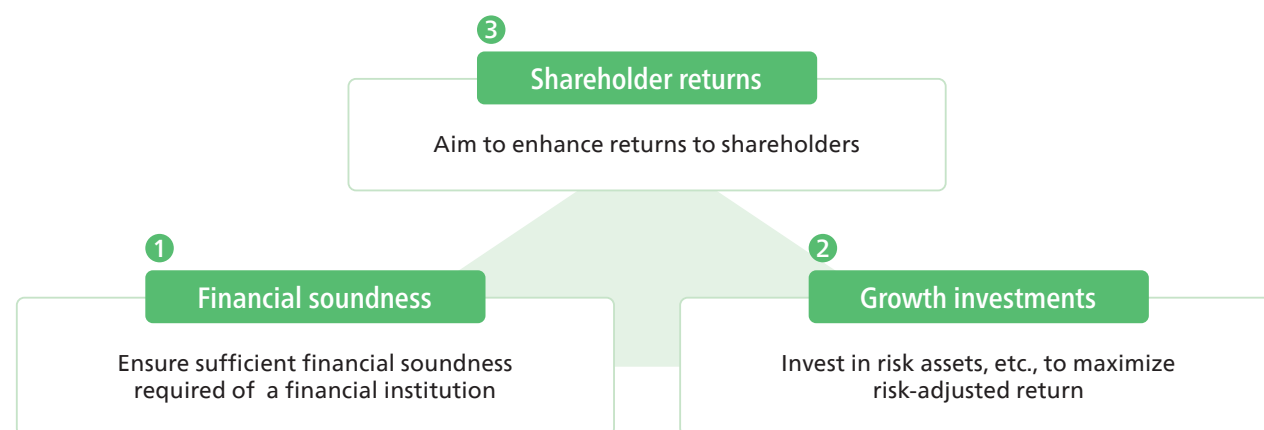 3
Shareholder returns
Aim to enhance returns to shareholders
1
Financial soundness
Ensure sufficient financial soundness
required of  a financial institution
2
Growth investments
Invest in risk assets, etc., to maximize
risk-adjusted return